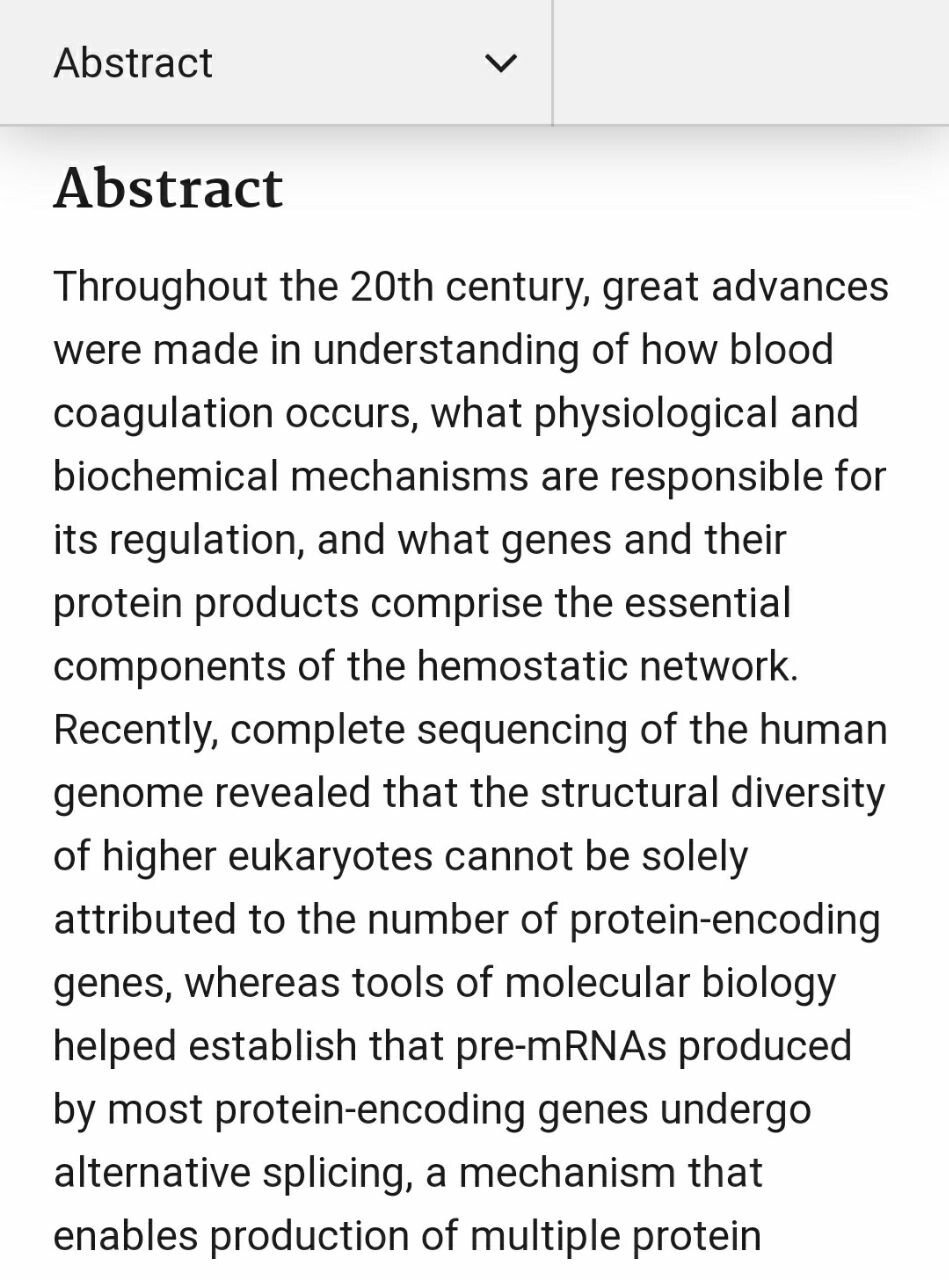 Abstract
Abstract
Throughout the 20th century, great advances
were made in understanding of how blood
coagulation occurs, what physiological and
biochemical mechanisms are responsible for
its regulation, and what genes and their
protein products comprise the essential
components of the hemostatic network.
Recently, complete sequencing of the human
genome revealed that the structural diversity
of higher eukaryotes cannot be solely
attributed to the number of protein-encoding
genes, whereas tools of molecular biology
helped establish that pre-mRNAs produced
by most protein-encoding genes undergo
alternative splicing, a mechanism that
enables production of multiple protein